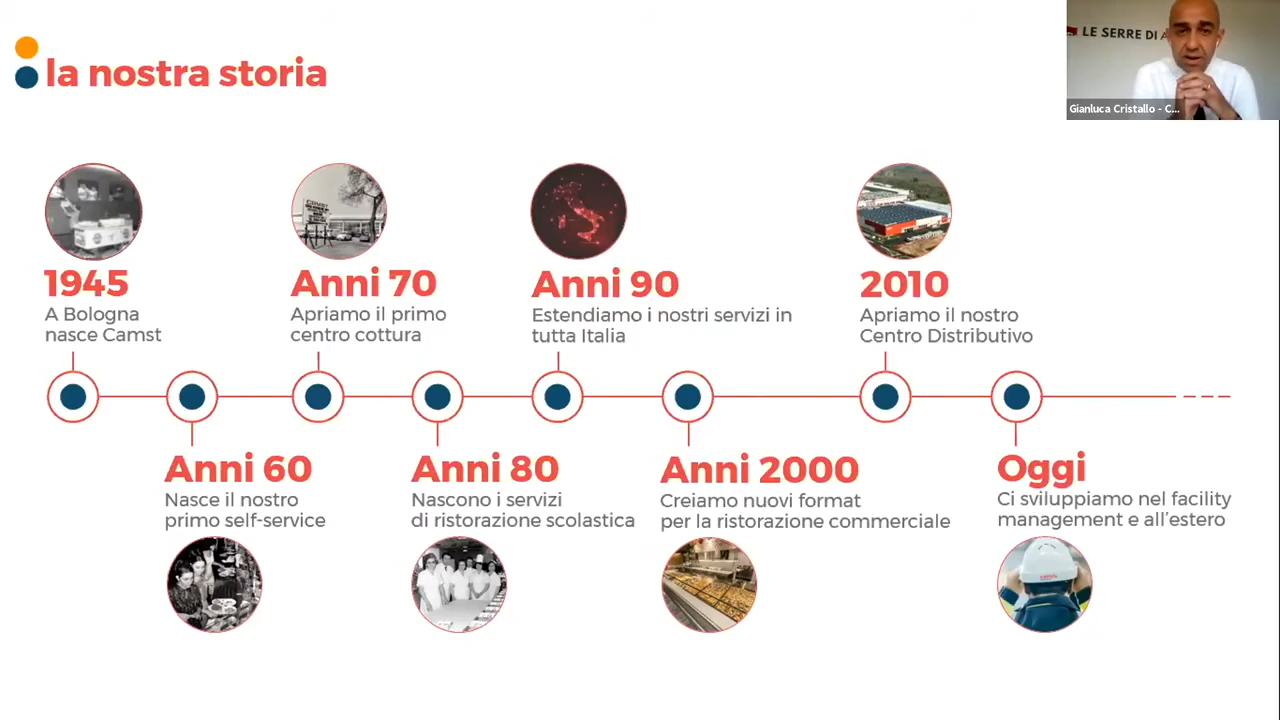 la nostra storia
LE SERRE DI
Gianluca Cristallo - C...
1945
A Bologna
nasce Camst
Anni 70
Apriamo il primo
centro cottura
Anni 90
Estendiamo i nostri servizi in
tutta Italia
2010
Apriamo il nostro
Centro Distributivo
Anni 60
Nasce il nostro
primo self-service
Anni 80
Nascono i servizi
di ristorazione scolastica
Anni 2000
Creiamo nuovi format
per la ristorazione commerciale
Oggi
Ci sviluppiamo nel facility
management e all'estero